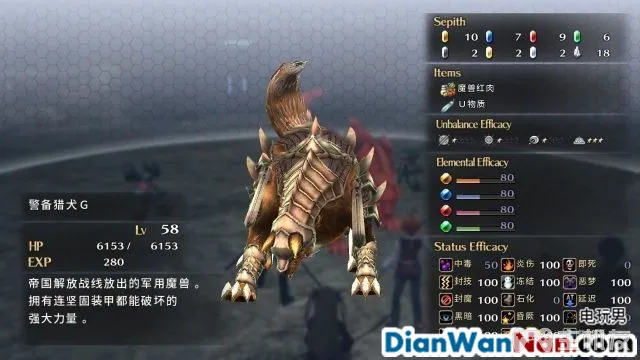 Sepith
10 7 9 6
2 2 2 18
Items
魔兽红肉
U物质
Unbalance Efficacy
Elemental Efficacy
80
80
80
80
Status Efficacy
中毒 50 炎伤 100 即死 0
封技 100 冻结 100 恶梦 100
封魔 100 石化 0 延迟 100
黑暗 100 昏厥 100 100
警备猎犬G
Lv 58
HP 6153/ 6153
EXP 280
帝国解放战线放出的军用魔兽。
拥有连坚固装甲都能破坏的
强大力量。
电玩男
DianWanNan.com